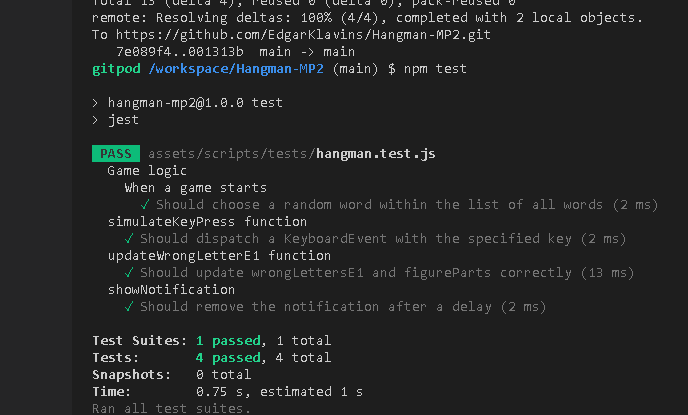 Total 13 (delta 4), reused 0 (delta 0), pack-reused 0
remote: Resolving deltas: 100% (4/4), completed with 2 local objects.
To https://github.com/EdgarKlavins/Hangman-MP2.git
7e089f4..001313b main -> main
gitpod /workspace/Hangman-MP2 (main) $ npm test
> hangman-mp2@1.0.0 test
> jest
PASS assets/scripts/tests/hangman.test.js
Game logic
When a game starts
✓ Should choose a random word within the list of all words (2 ms)
simulateKeyPress function
✓ Should dispatch a KeyboardEvent with the specified key (2 ms)
updateWrongLetterE1 function
✓ Should update wrongLettersE1 and figureParts correctly (13 ms)
showNotification
✓ Should remove the notification after a delay (2 ms)
Test Suites: 1 passed, 1 total
Tests: 4 passed, 4 total
Snapshots: 0 total
Time: 0.75 s, estimated 1 s
Ran all test suites.